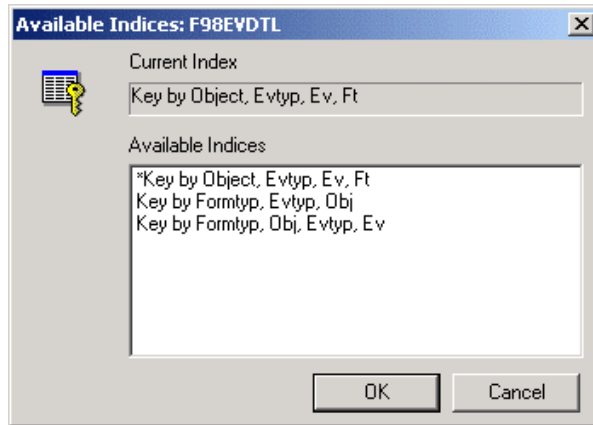 Available Indices: F98EVDTL
Current Index
Key by Object, Evtyp, Ev, Ft
Available Indices
*Key by Object, Evtyp, Ev, Ft
Key by Formtyp, Evtyp, Obj
Key by Formtyp, Obj, Evtyp, Ev
OK
Cancel